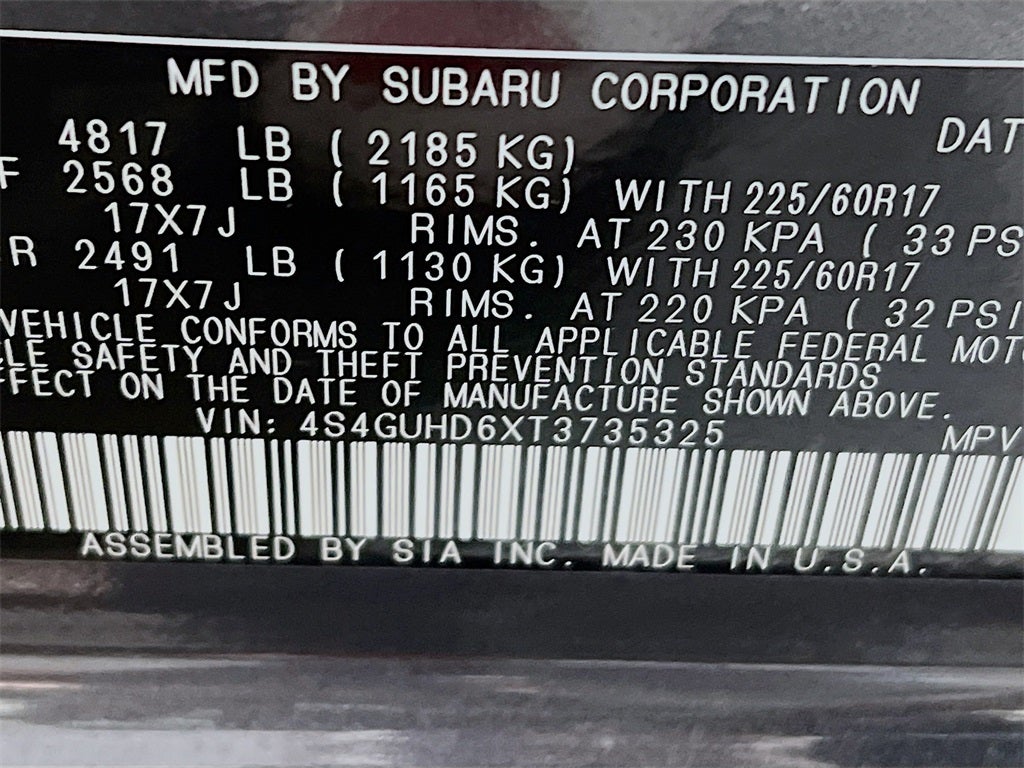 MFD BY SUBARU CORPORATION DAT
4817 LB ( 2185 KG)
F 2568 LB ( 1165 KG) WITH 225/60R17
17X7J RIMS. AT 230 KPA ( 33 PS
R 2491 LB ( 1130 KG) WITH 225/60R17
17X7J RIMS. AT 220 KPA ( 32 PSI
VEHICLE CONFORMS TO ALL APPLICABLE FEDERAL MOTO
CLE SAFETY AND THEFT PREVENTION STANDARDS
FFECT ON THE DATE OF MANUFACTURE SHOWN ABOVE.
VIN: 4S4GUHD6XT3735325 MPV
ASSEMBLED BY SIA INC. MADE IN U.S.A.